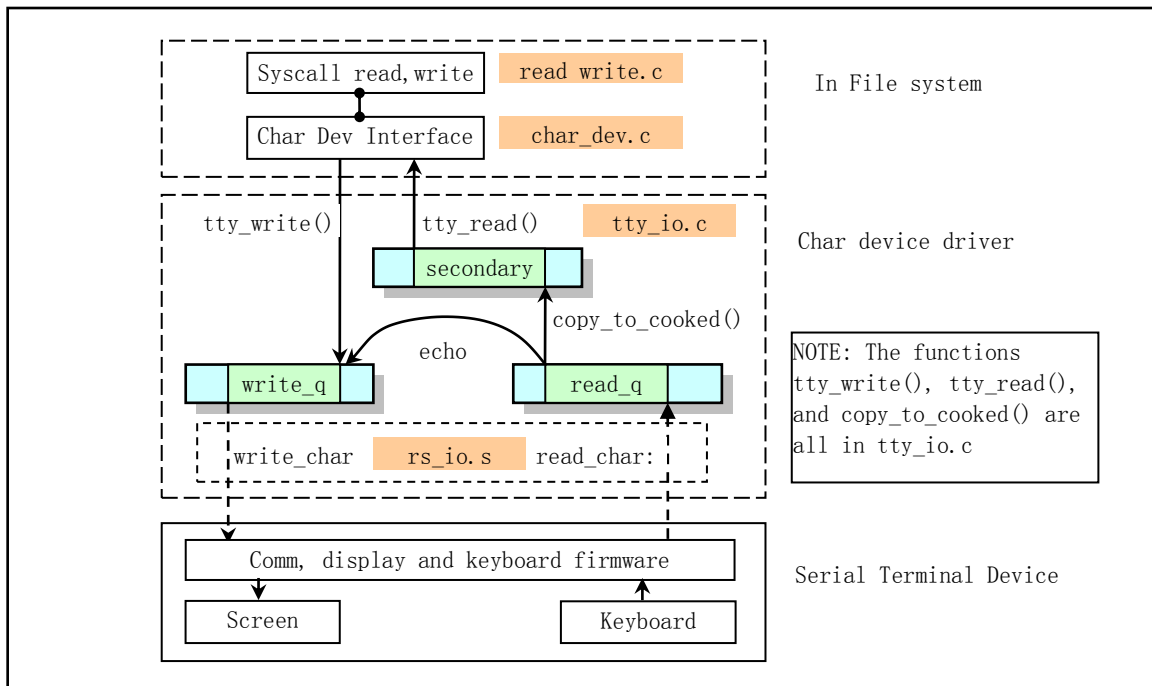 Syscall read,write
read write.c
In File system
Char Dev Interface
char_dev.c
tty_write()
tty_read()
tty_io.c
Char device driver
secondary
copy_to_cooked()
echo
write_q
read_q
NOTE: The functions
tty_write(), tty_read(),
and copy_to_cooked() are
all in tty_io.c
write_char
rs_io.s
read_char:
Comm, display and keyboard firmware
Serial Terminal Device
Screen
Keyboard